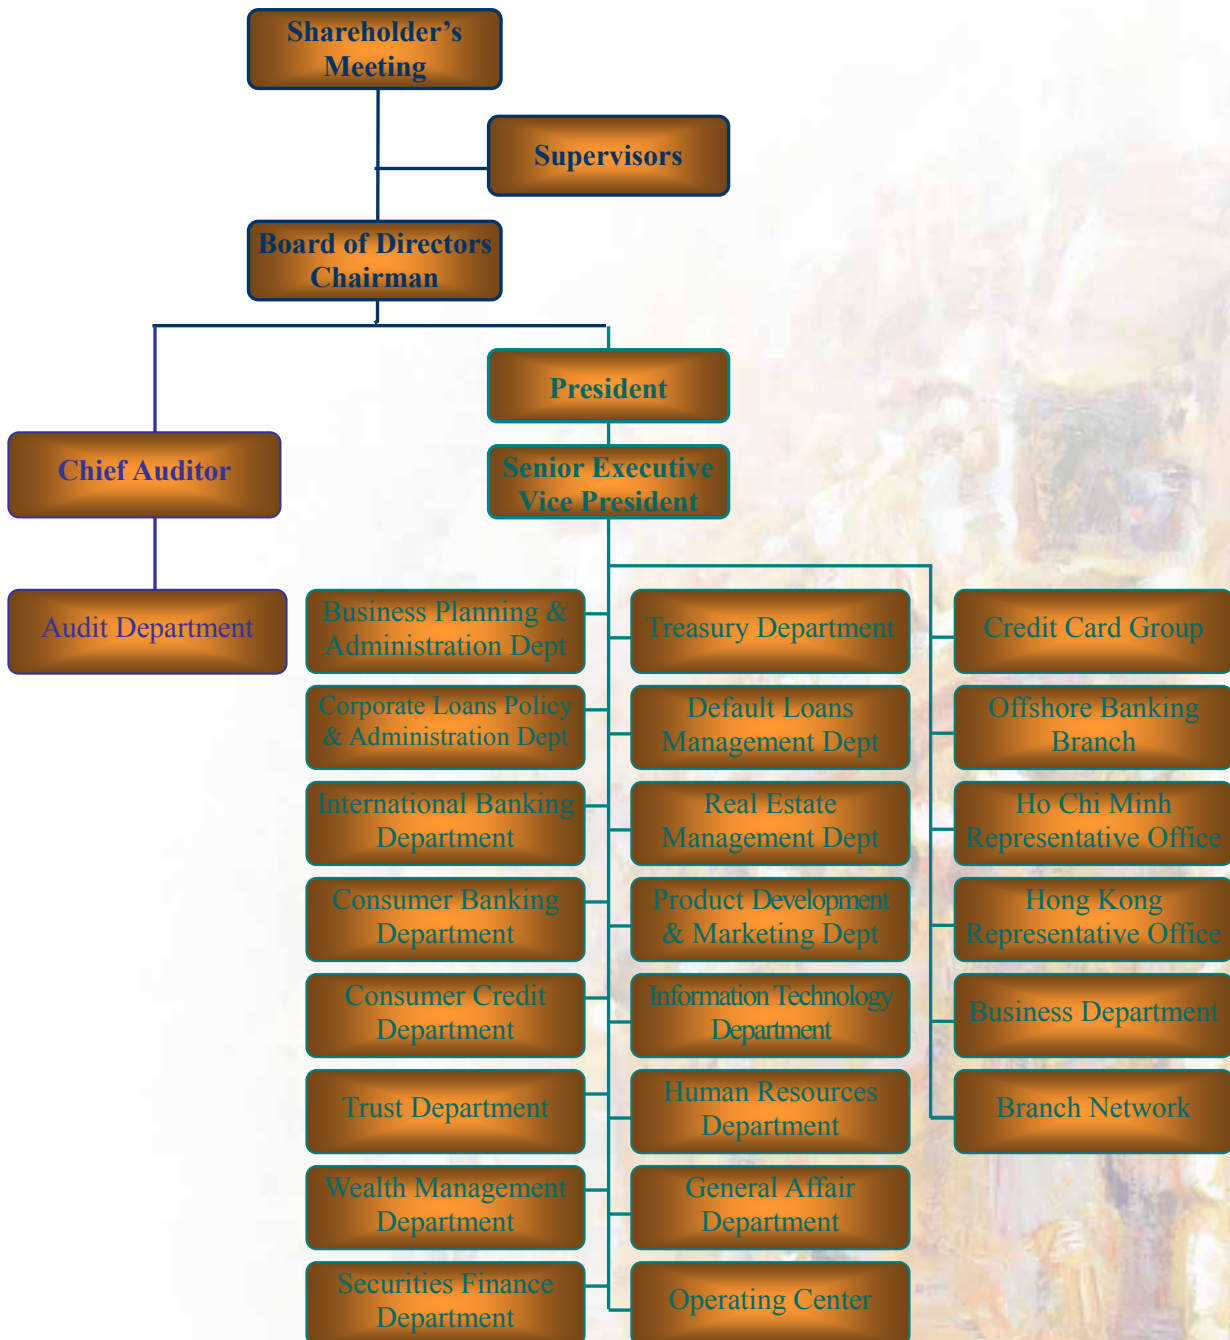 Shareholder’s
Meeting
Supervisors
Board of Directors
Chairman
President
Chief Auditor
Senior Executive
Vice President
Audit Department
Business Planning &
Administration Dept
Treasury Department
Credit Card Group
Corporate Loans Policy
& Administration Dept
Default Loans
Management Dept
Offshore Banking
Branch
International Banking
Department
Real Estate
Management Dept
Ho Chi Minh
Representative Office
Consumer Banking
Department
Product Development
& Marketing Dept
Hong Kong
Representative Office
Consumer Credit
Department
Information Technology
Department
Business Department
Trust Department
Human Resources
Department
Branch Network
Wealth Management
Department
General Affair
Department
Securities Finance
Department
Operating Center